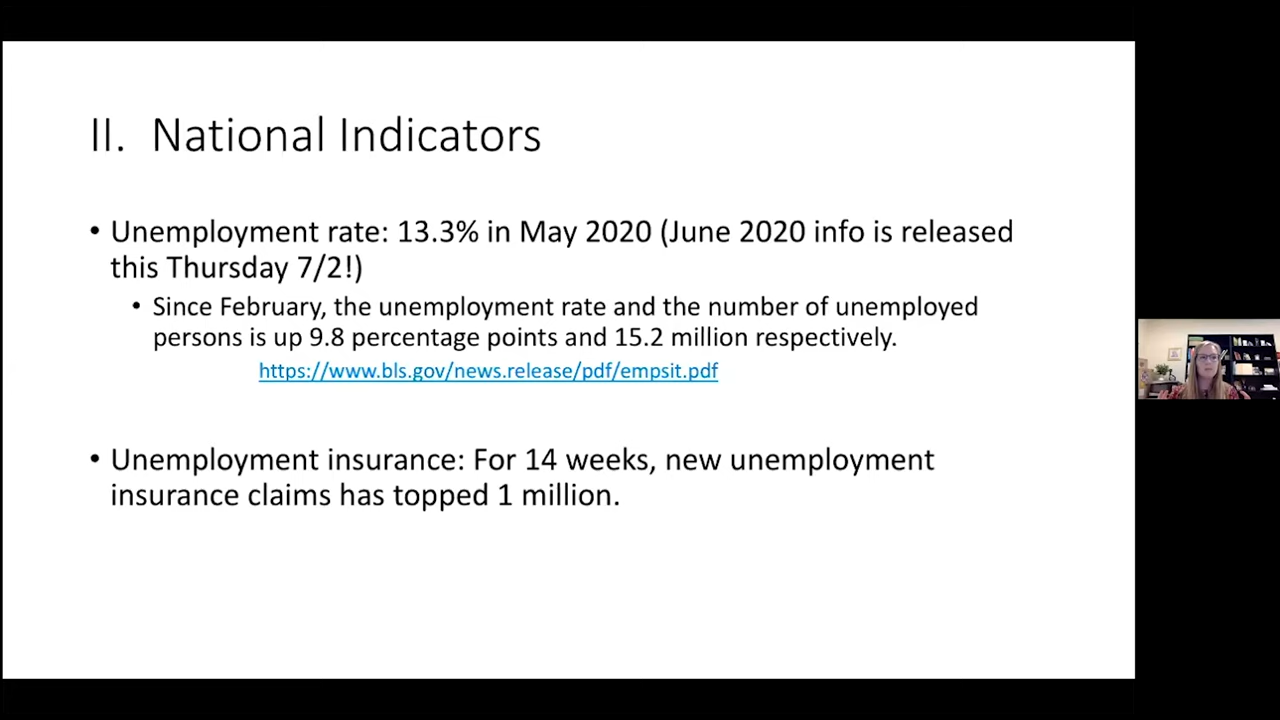 II. National Indicators
• Unemployment rate: 13.3% in May 2020 (June 2020 info is released
this Thursday 7/2!)
• Since February, the unemployment rate and the number of unemployed
persons is up 9.8 percentage points and 15.2 million respectively.
https://www.bls.gov/news.release/pdf/empsit.pdf
• Unemployment insurance: For 14 weeks, new unemployment
insurance claims has topped 1 million.